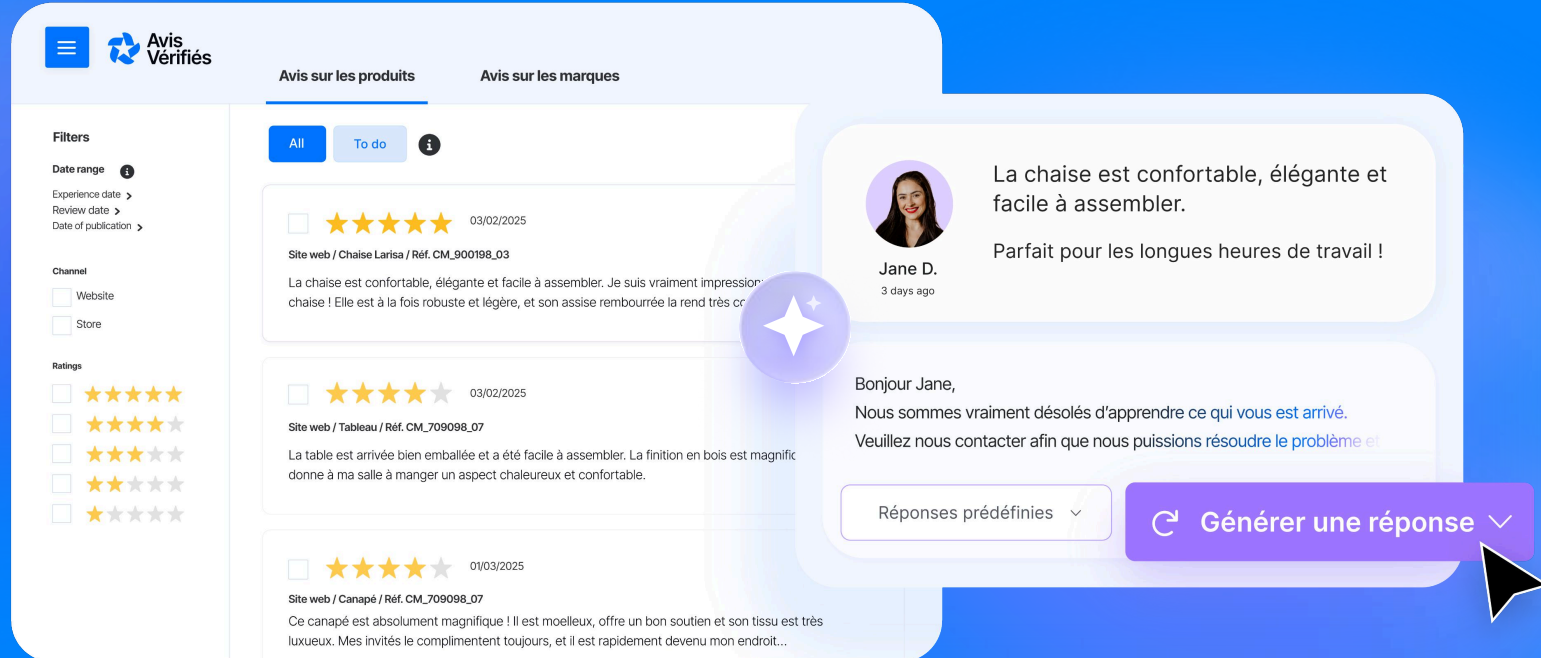 Avis
Vérifiés
Avis sur les produits
Avis sur les marques
Filters
Date range
Experience date
Review date
Date of publication
Channel
Website
Store
Ratings
All
To do
03/02/2025
Site web / Chaise Larisa / Réf. CM_900198_03
La chaise est confortable, élégante et facile à assembler. Je suis vraiment
chaise ! Elle est à la fois robuste et légère, et son assise rembourrée la rend très
03/02/2025
Site web / Tableau / Réf. CM_709098_07
La table est arrivée bien emballée et a été facile à assembler. La finition en bois est
donne à ma salle à manger un aspect chaleureux et confortable.
01/03/2025
Site web / Canapé / Réf. CM_709098_07
Ce canapé est absolument magnifique ! Il est moelleux, offre un bon soutien et son tissu est très
luxueux. Mes invités le complimentent toujours, et il est rapidement devenu mon endroit...
Jane D.
3 days ago
La chaise est confortable, élégante et
facile à assembler.
Parfait pour les longues heures de travail !
Bonjour Jane,
Nous sommes vraiment désolés d’apprendre ce qui vous est arrivé.
Veuillez nous contacter afin que nous puissions résoudre le problème et
Réponses prédéfinies
Générer une réponse